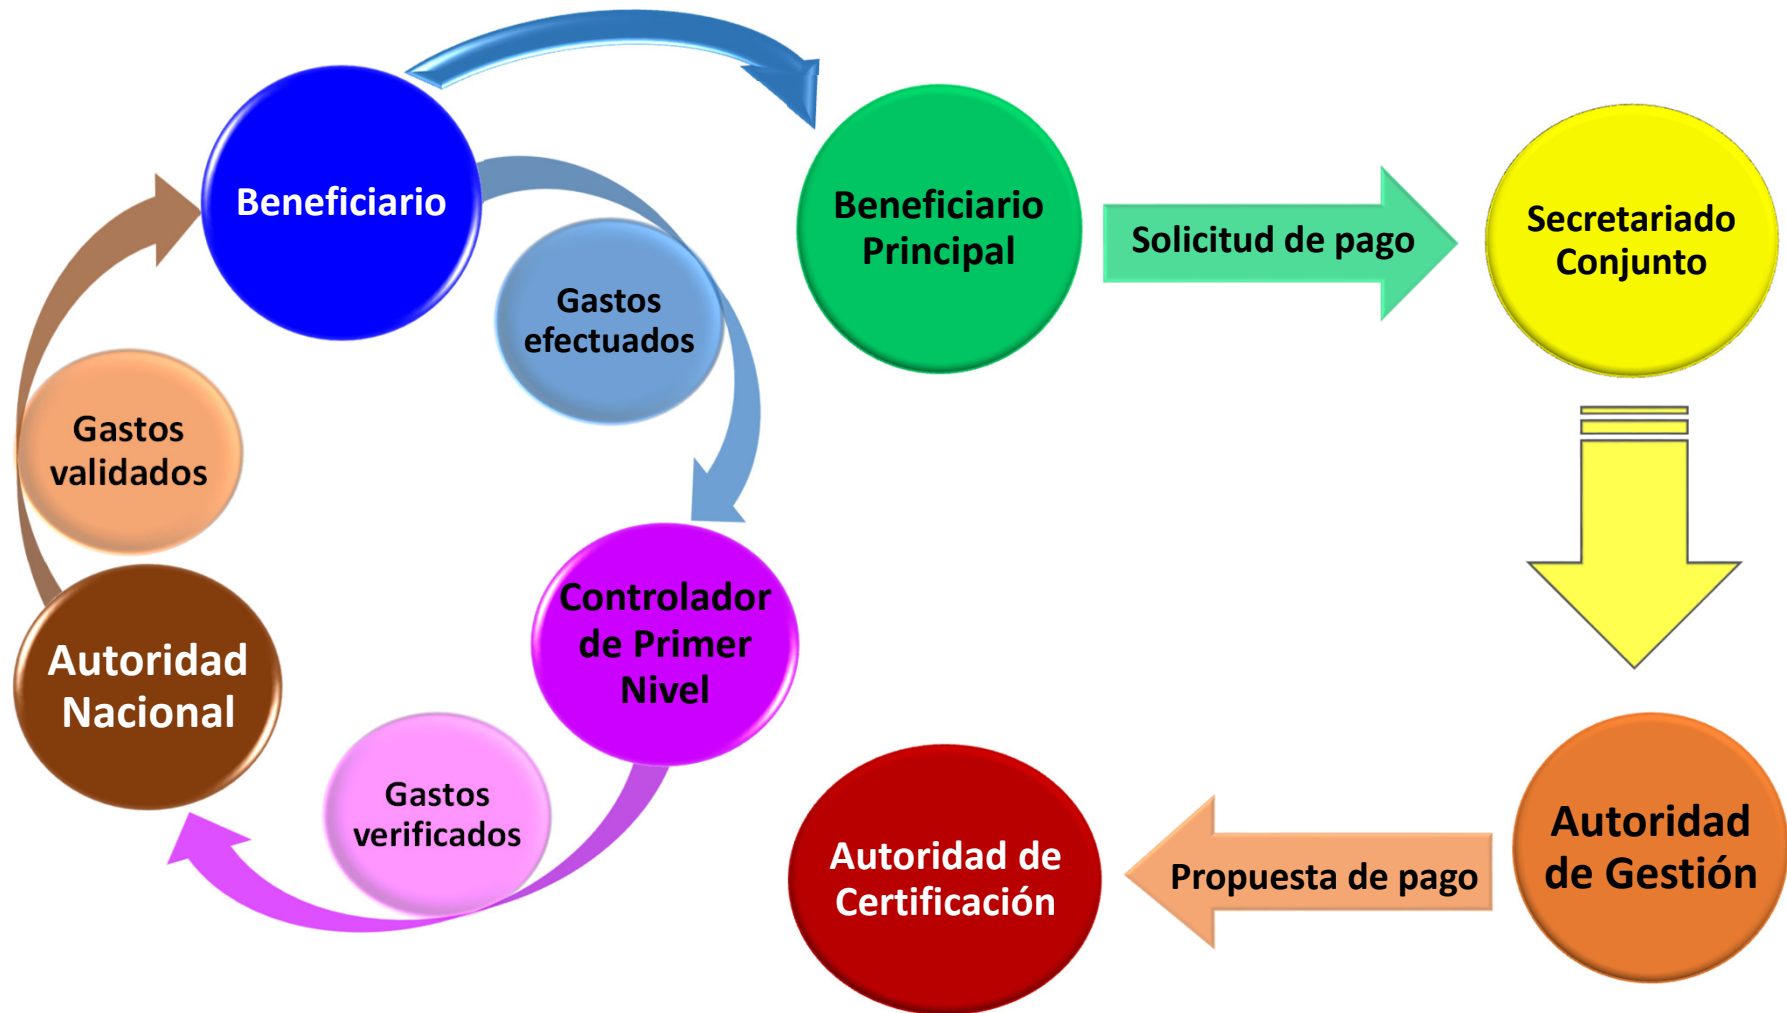 Beneficiario
Gastos
efectuados
Controlador
de Primer
Nivel
Gastos
verificados
Autoridad
Nacional
Gastos
validados
Beneficiario
Principal
Solicitud de pago
Secretariado
Conjunto
Autoridad
de Gestión
Propuesta de pago
Autoridad de
Certificación